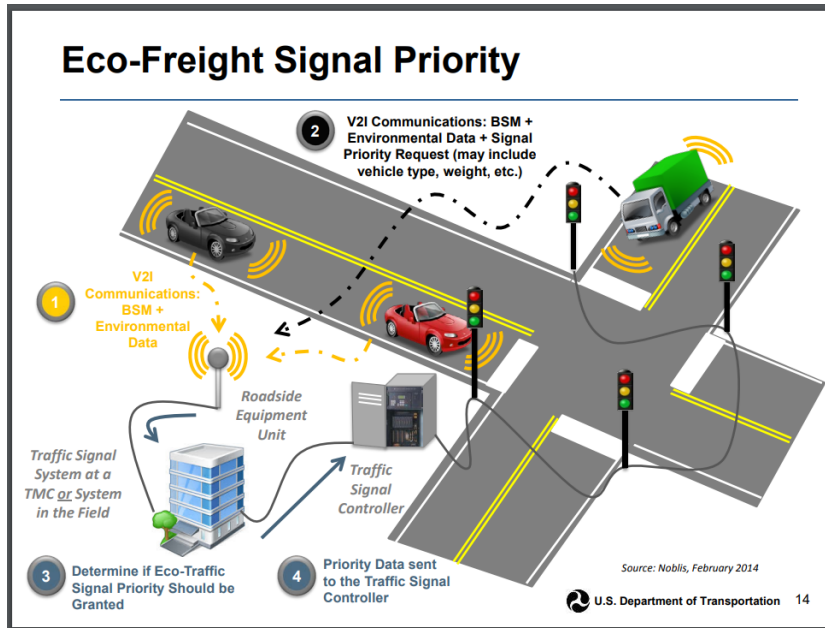 Eco-Freight Signal Priority
2
V2I Communications: BSM +
Environmental Data + Signal
Priority Request (may include
vehicle type, weight, etc.)
1
V2I
Communications:
BSM +
Environmental
Data
Roadside
Equipment
Unit
Traffic Signal
System at a
TMC or System
in the Field
Traffic
Signal
Controller
3
Determine if Eco-Traffic
Signal Priority Should be
Granted
4
Priority Data sent
to the Traffic Signal
Controller
Source: Noblis, February 2014
U.S. Department of Transportation
14